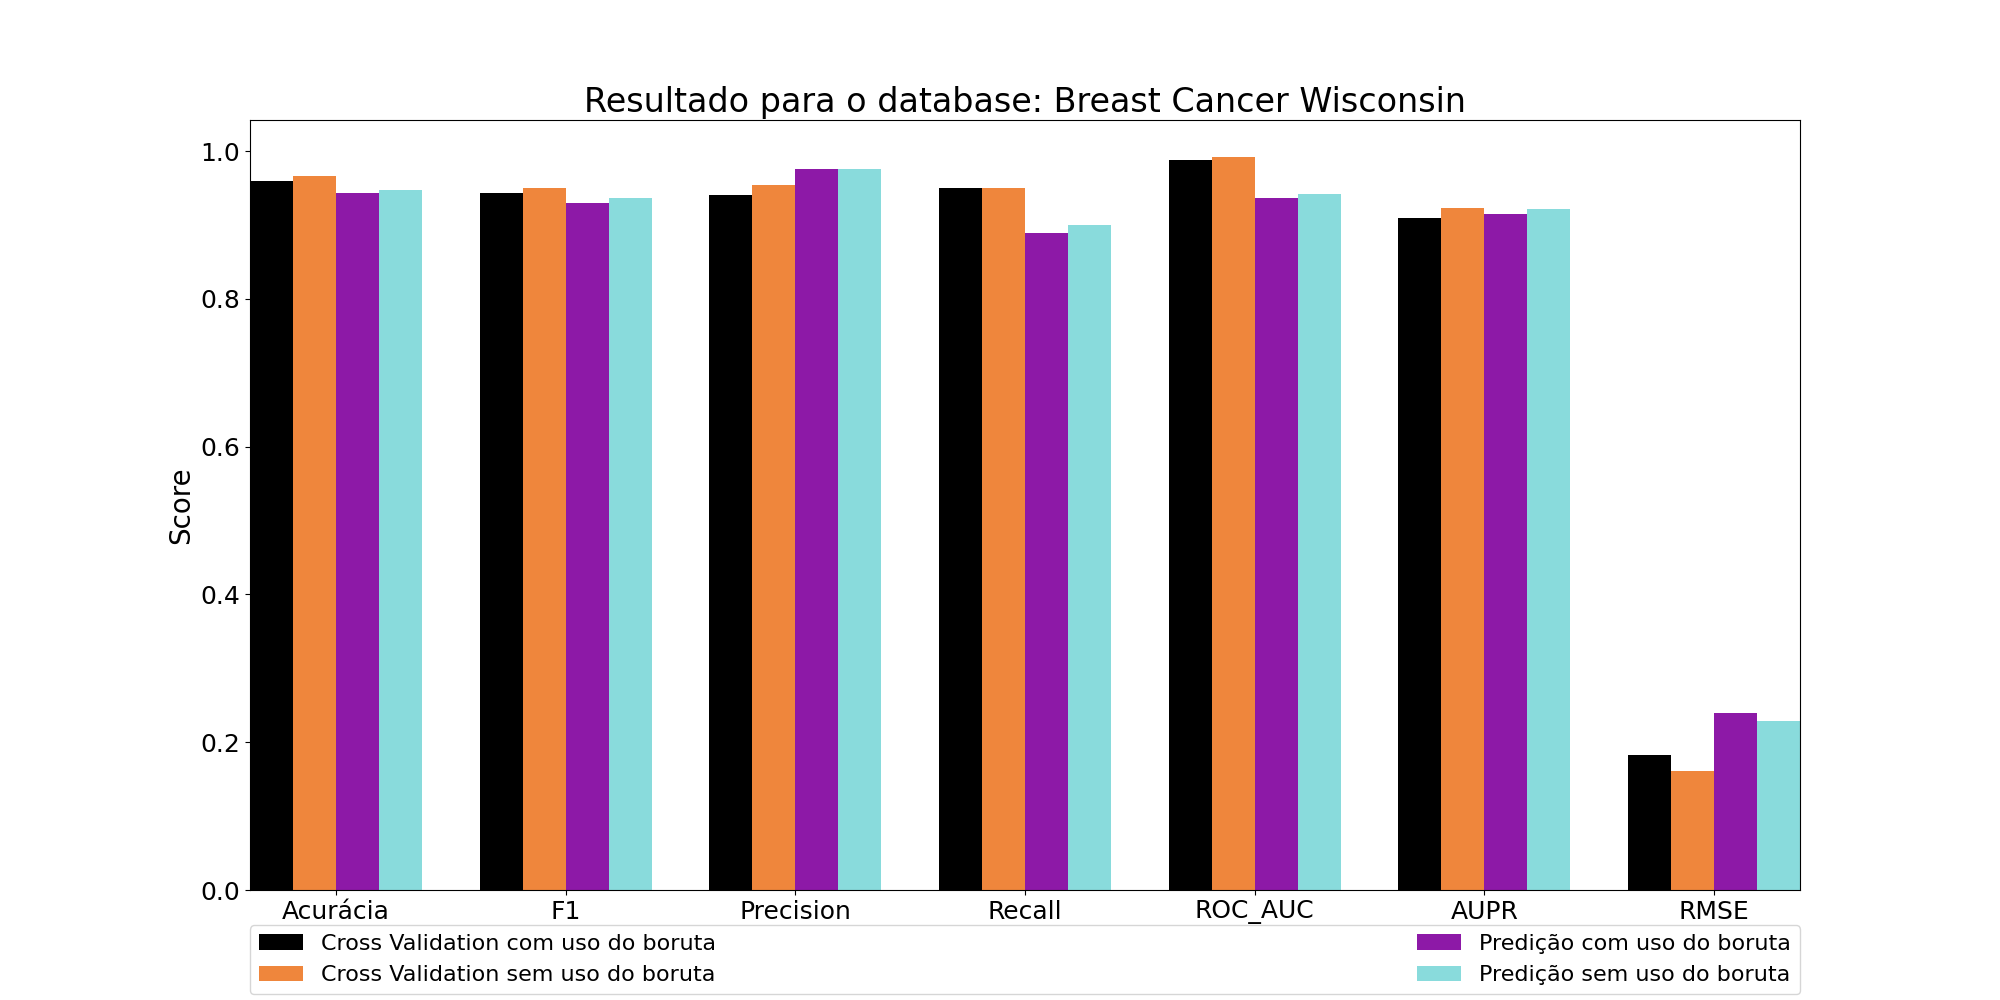 Resultado para o database: Breast Cancer Wisconsin
Score
1.0
0.8
0.6
0.4
0.2
0.0
Acurácia
F1
Precision
Recall
ROC_AUC
AUPR
RMSE
Cross Validation com uso do boruta
Cross Validation sem uso do boruta
Predição com uso do boruta
Predição sem uso do boruta